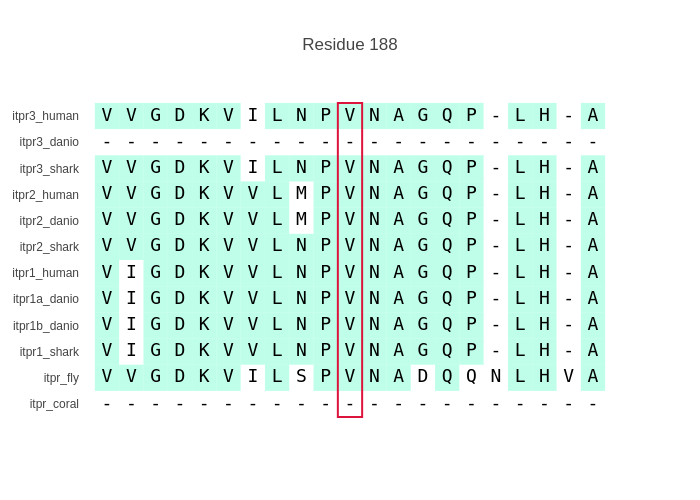 Residue 188
itpr3_human V V G D K V I L N P V N A G Q P - L H - A
itpr3_danio - - - - - - - - - - - - - - - - - - - - -
itpr3_shark V V G D K V I L N P V N A G Q P - L H - A
itpr2_human V V G D K V V L M P V N A G Q P - L H - A
itpr2_danio V V G D K V V L M P V N A G Q P - L H - A
itpr2_shark V V G D K V V L N P V N A G Q P - L H - A
itpr1_human V I G D K V V L N P V N A G Q P - L H - A
itpr1a_danio V I G D K V V L N P V N A G Q P - L H - A
itpr1b_danio V I G D K V V L N P V N A G Q P - L H - A
itpr1_shark V I G D K V V L N P V N A G Q P - L H - A
itpr_fly V V G D K V I L S P V N A D Q Q N L H V A
itpr_coral - - - - - - - - - - - - - - - - - - - - -